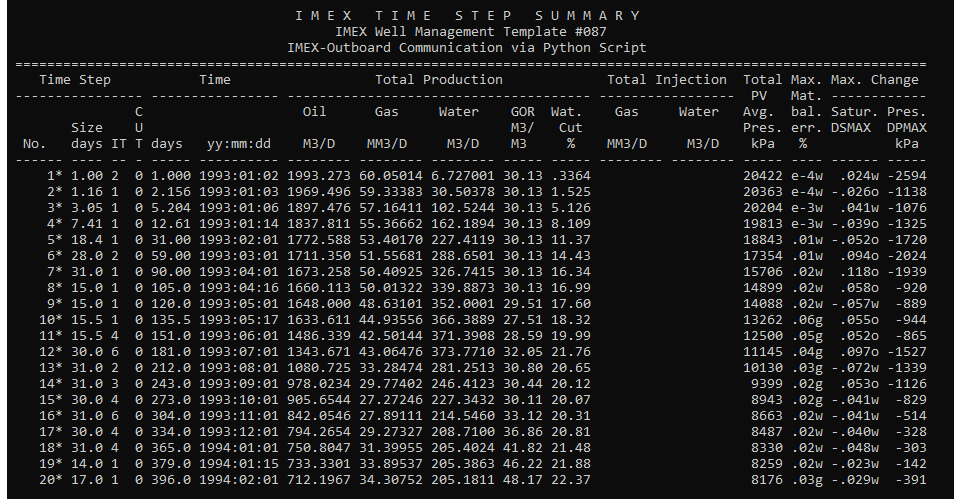 I M E X   T I M E   S T E P   S U M M A R Y
IMEX Well Management Template #087
IMEX-Outboard Communication via Python Script
==================================================================================================================
Time Step Time Total Production Total Injection Total Max. Max. Change
---------------- ---------------- ----------------------------------- ----------------- PV Mat. ------------
C Oil Gas Water GOR Wat. Gas Water Avg. bal. Satur. Pres.
Size U M3/ Cut Pres. err. DSMAX DPMAX
No. days IT T days yy:mm:dd M3/D MM3/D M3/D M3 % MM3/D M3/D kPa % kPa
------ ---- -- - ----- ---------- -------- -------- -------- ----- ----- -------- -------- ----- ---- ------ -----
1* 1.00 2 0 1.000 1993:01:02 1993.273 60.05014 6.727001 30.13 .3364 20422 e-4w .024w -2594
2* 1.16 1 0 2.156 1993:01:03 1969.496 59.33383 30.50378 30.13 1.525 20363 e-4w -.026o -1138
3* 3.05 1 0 5.204 1993:01:06 1897.476 57.16411 102.5244 30.13 5.126 20204 e-3w .041w -1076
4* 7.41 1 0 12.61 1993:01:14 1837.811 55.36662 162.1894 30.13 8.109 19813 e-3w -.039o -1325
5* 18.4 1 0 31.00 1993:02:01 1772.588 53.40170 227.4119 30.13 11.37 18843 .01w -.052o -1720
6* 28.0 2 0 59.00 1993:03:01 1711.350 51.55681 288.6501 30.13 14.43 17354 .01w .094o -2024
7* 31.0 1 0 90.00 1993:04:01 1673.258 50.40925 326.7415 30.13 16.34 15706 .02w .118o -1939
8* 15.0 1 0 105.0 1993:04:16 1660.113 50.01322 339.8873 30.13 16.99 14899 .02w .058o -920
9* 15.0 1 0 120.0 1993:05:01 1648.000 48.63101 352.0001 29.51 17.60 14088 .02w -.057w -889
10* 15.5 1 0 135.5 1993:05:17 1633.611 44.93556 366.3889 27.51 18.32 13262 .06g .055o -944
11* 15.5 4 0 151.0 1993:06:01 1486.339 42.50144 371.3908 28.59 19.99 12500 .05g .052o -865
12* 30.0 6 0 181.0 1993:07:01 1343.671 43.06476 373.7710 32.05 21.76 11145 .04g .097o -1527
13* 31.0 2 0 212.0 1993:08:01 1080.725 33.28474 281.2513 30.80 20.65 10130 .03g -.072w -1339
14* 31.0 3 0 243.0 1993:09:01 978.0234 29.77402 246.4123 30.44 20.12 9399 .02g .053o -1126
15* 30.0 4 0 273.0 1993:10:01 905.6544 27.27246 227.3432 30.11 20.07 8943 .02g -.041w -829
16* 31.0 6 0 304.0 1993:11:01 842.0546 27.89111 214.5460 33.12 20.31 8663 .02w -.041w -514
17* 30.0 4 0 334.0 1993:12:01 794.2654 29.27327 208.7100 36.86 20.81 8487 .02w -.040w -328
18* 31.0 4 0 365.0 1994:01:01 750.8047 31.39955 205.4024 41.82 21.48 8330 .02w -.048w -303
19* 14.0 1 0 379.0 1994:01:15 733.3301 33.89537 205.3863 46.22 21.88 8259 .02w -.023w -142
20* 17.0 1 0 396.0 1994:02:01 712.1967 34.30752 205.1811 48.17 22.37 8176 .03g -.029w -391